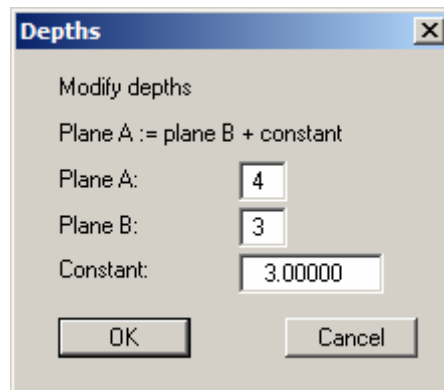 Depths
Modify depths
Plane A := plane B + constant
Plane A: 4
Plane B: 3
Constant: 3.00000
OK Cancel